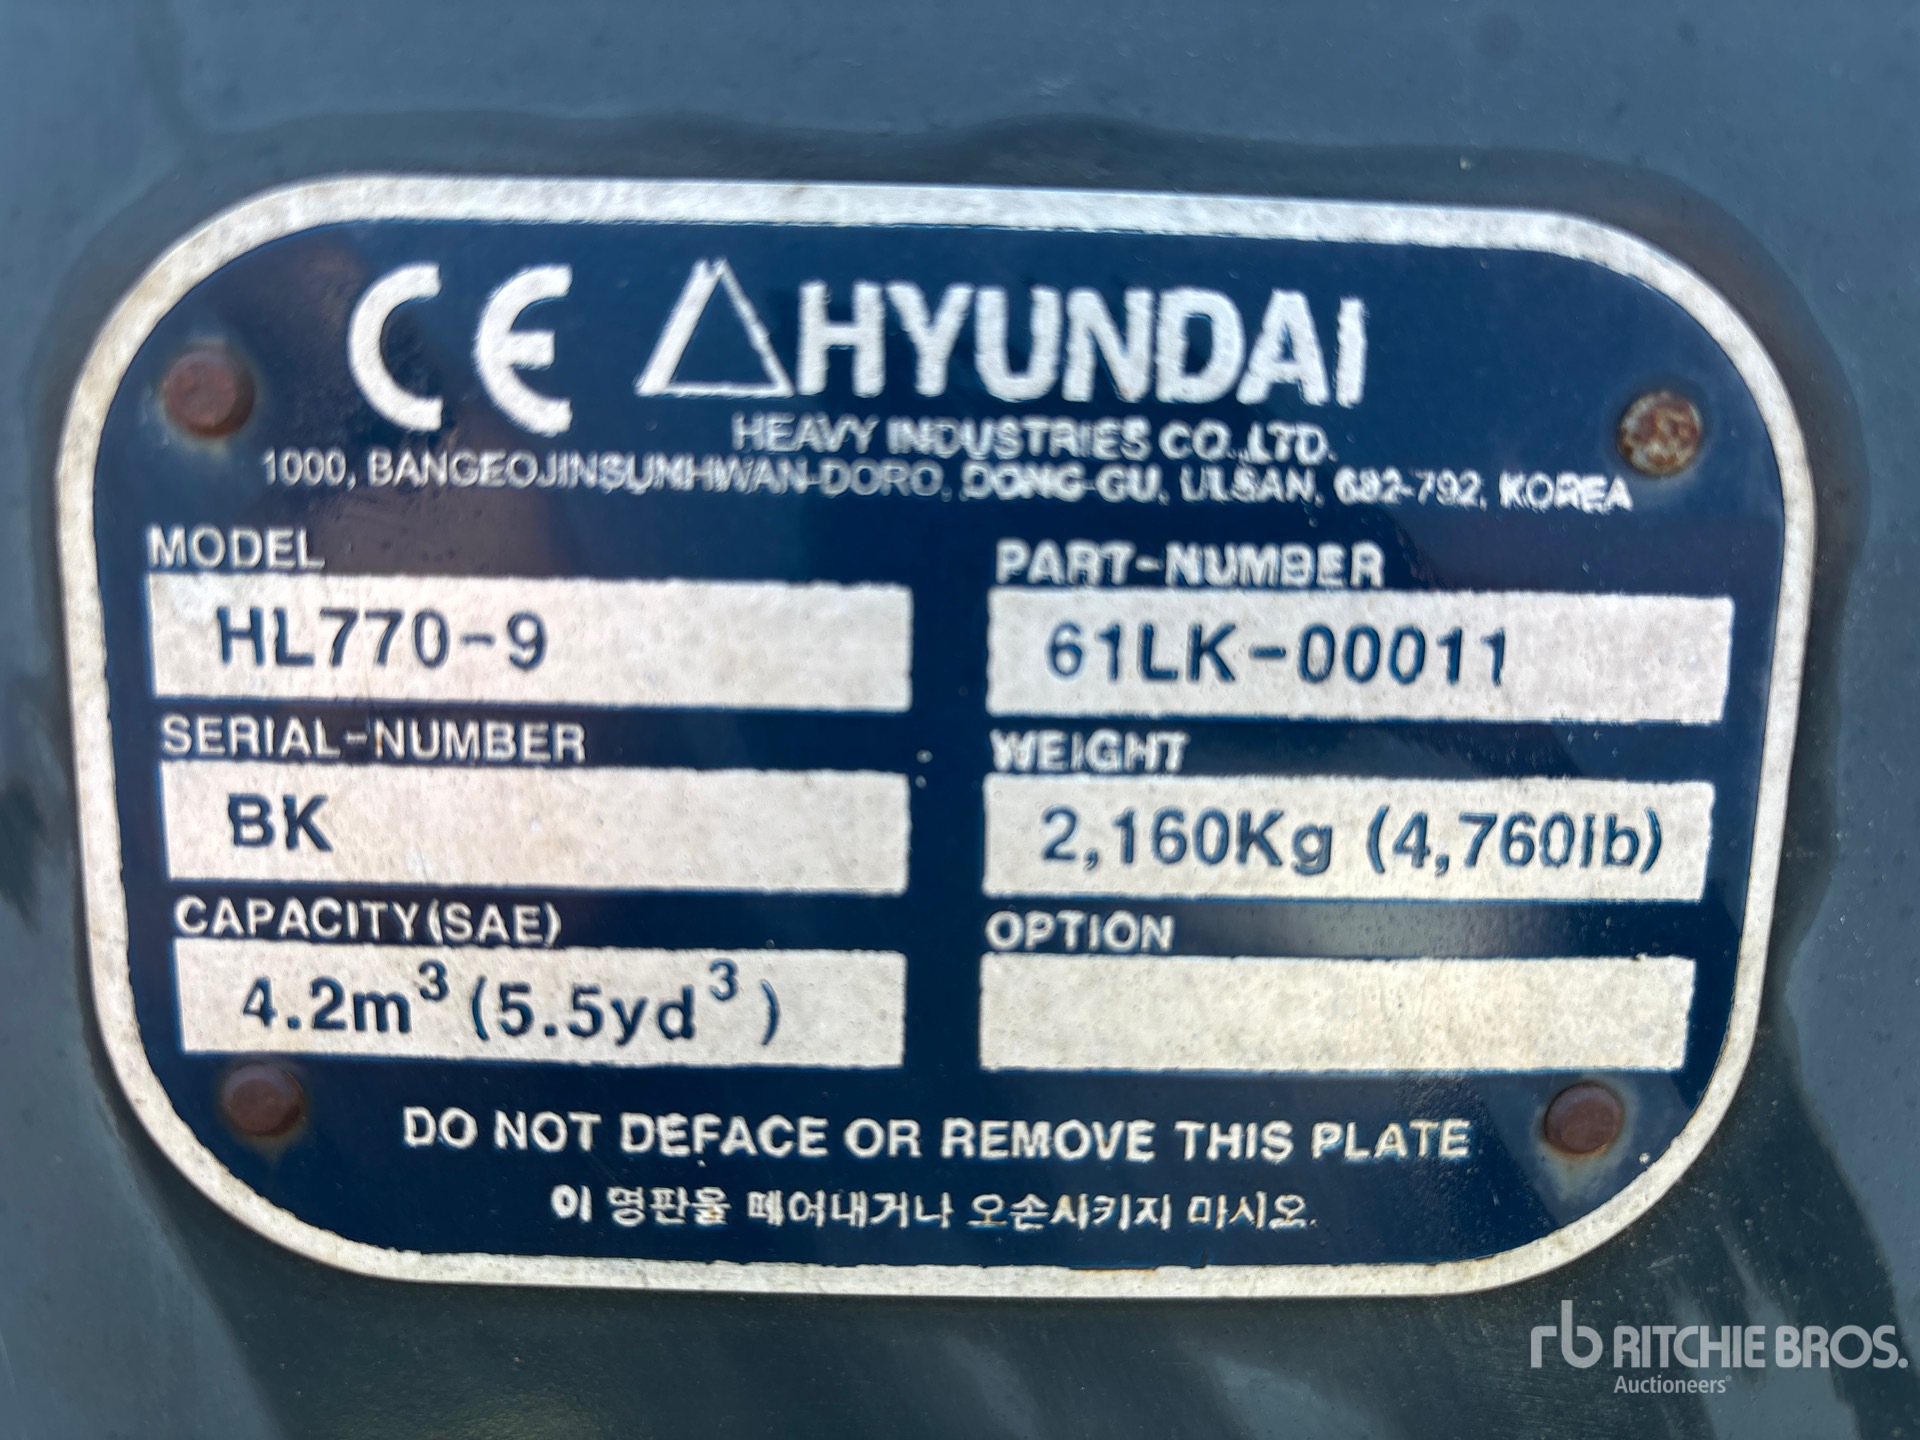 CE HYUNDAI
HEAVY INDUSTRIES CO.,LTD.
1000, BANGEOJINSUNHWAN-DORO, DONG-GU, ULSAN, 682-792, KOREA
MODEL
HL770-9
PART-NUMBER
61LK-00011
SERIAL-NUMBER
BK
WEIGHT
2,160Kg (4,760lb)
CAPACITY(SAE)
4.2m³(5.5yd³)
OPTION
DO NOT DEFACE OR REMOVE THIS PLATE
이 명판을 떼어내거나 오손시키지 마시오.
rb RITCHIE BROS.
Auctioneers